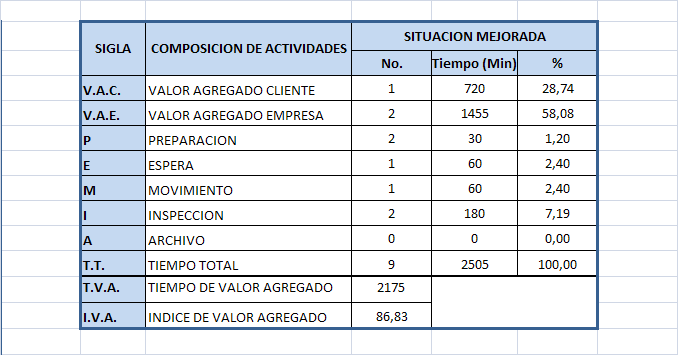 SIGLA COMPOSICION DE ACTIVIDADES SITUACION MEJORADA
No. Tiempo (Min) %
V.A.C. VALOR AGREGADO CLIENTE 1 720 28,74
V.A.E. VALOR AGREGADO EMPRESA 2 1455 58,08
P PREPARACION 2 30 1,20
E ESPERA 1 60 2,40
M MOVIMIENTO 1 60 2,40
I INSPECCION 2 180 7,19
A ARCHIVO 0 0 0,00
T.T. TIEMPO TOTAL 9 2505 100,00
T.V.A. TIEMPO DE VALOR AGREGADO 2175
I.V.A. INDICE DE VALOR AGREGADO 86,83